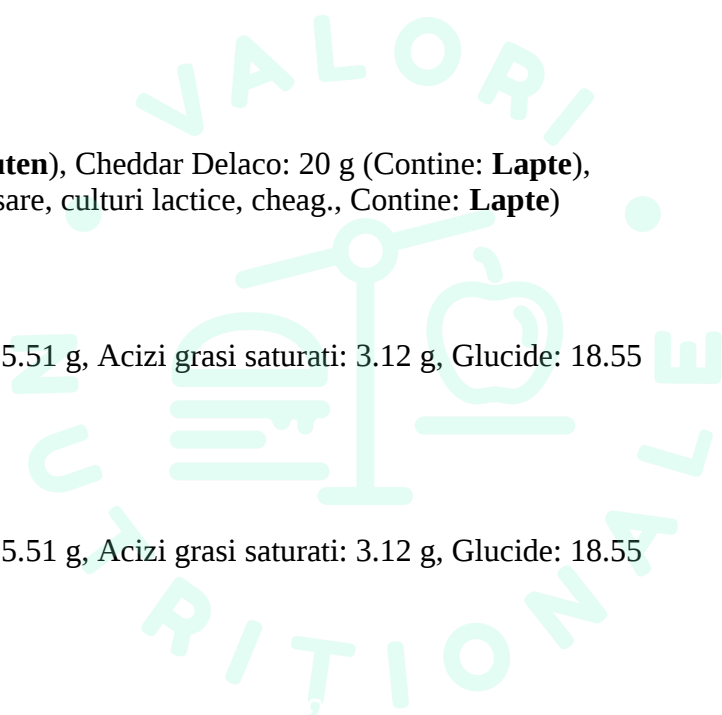 VALORI
uten), Cheddar Delaco: 20 g (Contine: Lapte),
sare, culturi lactice, cheag., Contine: Lapte)
5.51 g, Acizi grasi saturati: 3.12 g, Glucide: 18.55
5.51 g, Acizi grasi saturati: 3.12 g, Glucide: 18.55
NUTRITIONALE